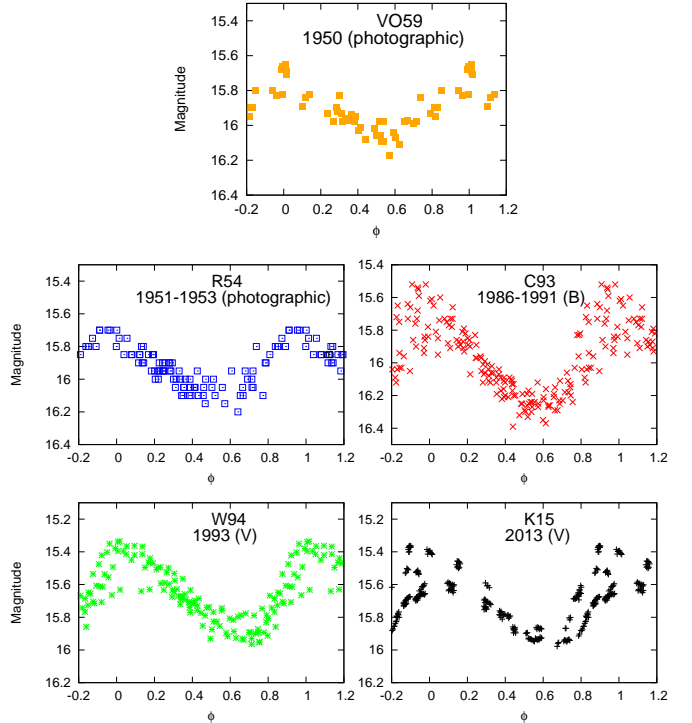 VO59
1950 (photographic)
Magnitude
15.4
15.6
15.8
16
16.2
16.4
-0.2 0 0.2 0.4 0.6 0.8 1 1.2
ϕ
R54
1951-1953 (photographic)
Magnitude
15.4
15.6
15.8
16
16.2
16.4
-0.2 0 0.2 0.4 0.6 0.8 1 1.2
ϕ
C93
1986-1991 (B)
15.4
15.6
15.8
16
16.2
16.4
-0.2 0 0.2 0.4 0.6 0.8 1 1.2
ϕ
W94
1993 (V)
Magnitude
15.2
15.4
15.6
15.8
16
16.2
-0.2 0 0.2 0.4 0.6 0.8 1 1.2
ϕ
K15
2013 (V)
15.2
15.4
15.6
15.8
16
16.2
-0.2 0 0.2 0.4 0.6 0.8 1 1.2
ϕ